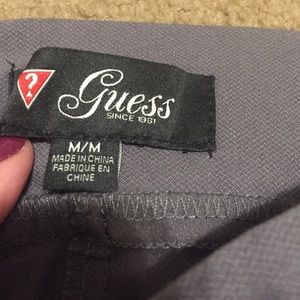 ?
Guess
SINCE 1981
M/M
MADE IN CHINA
FABRIQUE EN
CHINE